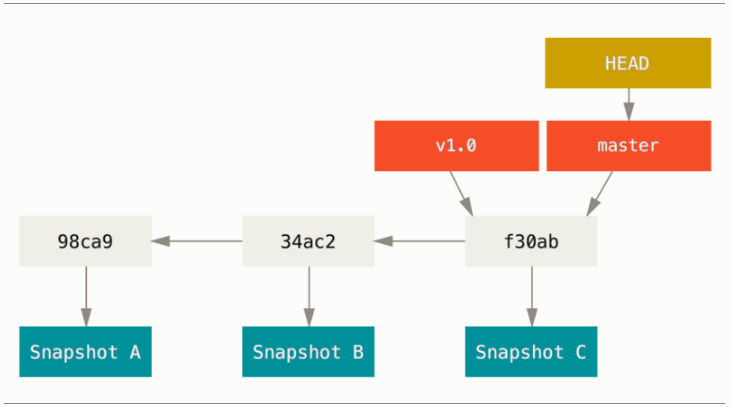 HEAD
v1.0
master
98ca9
34ac2
f30ab
Snapshot A
Snapshot B
Snapshot C